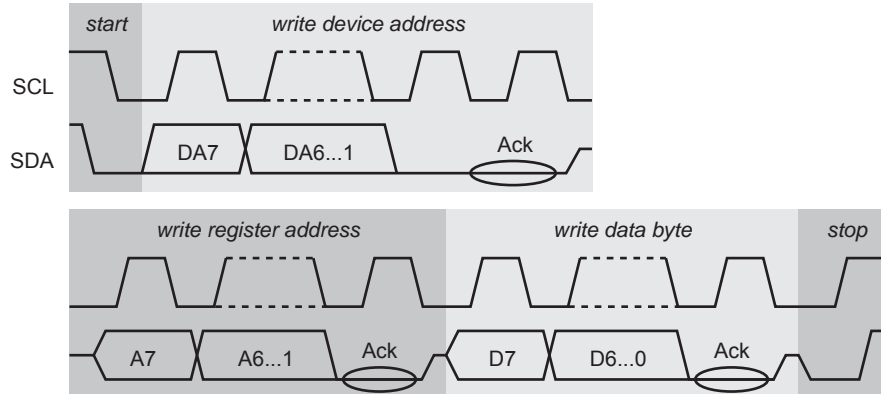 start write device address
SCL
SDA DA7 DA6...1 Ack
write register address write data byte stop
A7 A6...1 Ack D7 D6...0 Ack